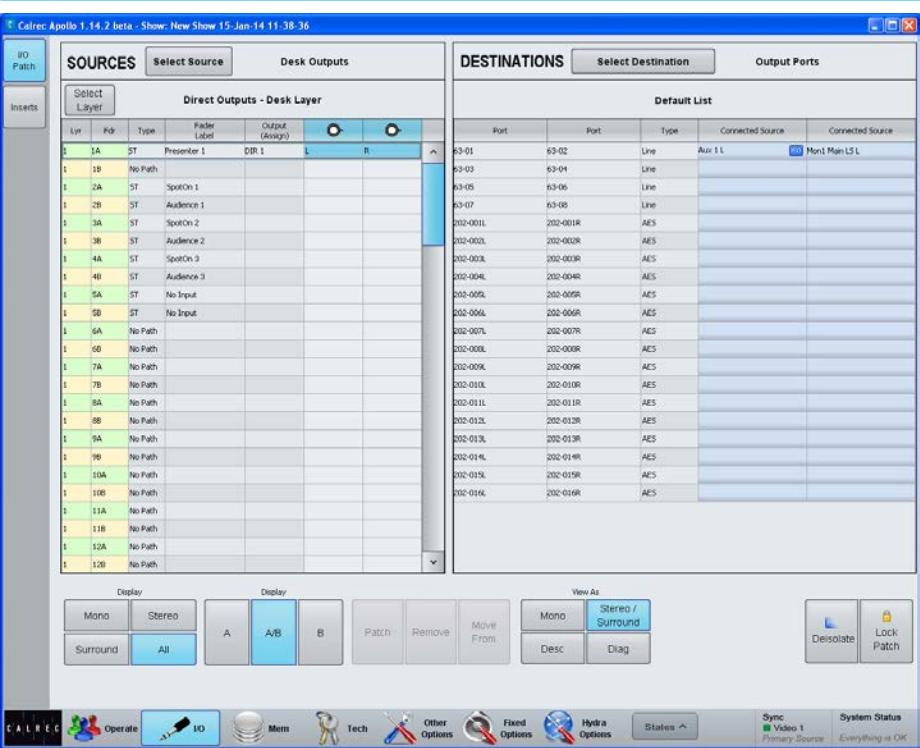 Calrec Apollo 1.14.2 beta - Show: New Show 15-Jan-14 11-38-36
I/O Patch
Inserts
SOURCES Select Source Desk Outputs
Select Layer Direct Outputs - Desk Layer
Lyr Fdr Type Fader Label Output (Assign)
1 1A ST Presenter 1 DIR 1 L R
1 1B No Path
1 2A ST SpotOn 1
1 2B ST Audience 1
1 3A ST SpotOn 2
1 3B ST Audience 2
1 4A ST SpotOn 3
1 4B ST Audience 3
1 5A ST No Input
1 5B ST No Input
1 6A No Path
1 6B No Path
1 7A No Path
1 7B No Path
1 8A No Path
1 8B No Path
1 9A No Path
1 9B No Path
1 10A No Path
1 10B No Path
1 11A No Path
1 11B No Path
1 12A No Path
1 12B No Path
DESTINATIONS Select Destination Output Ports
Default List
Port Port Type Connected Source Connected Source
63-01 63-02 Line Aux 1 L ISO Mon1 Main LS L
63-03 63-04 Line
63-05 63-06 Line
63-07 63-08 Line
202-001L 202-001R AES
202-002L 202-002R AES
202-003L 202-003R AES
202-004L 202-004R AES
202-005L 202-005R AES
202-006L 202-006R AES
202-007L 202-007R AES
202-008L 202-008R AES
202-009L 202-009R AES
202-010L 202-010R AES
202-011L 202-011R AES
202-012L 202-012R AES
202-013L 202-013R AES
202-014L 202-014R AES
202-015L 202-015R AES
202-016L 202-016R AES
Display Display View As
Mono Stereo
Surround All
A A/B B
Patch Remove Move From
Mono Stereo / Surround
Desc Diag
Deisolate Lock Patch
CALREC Operate I/O Mem Tech Other Options Fixed Options Hydra Options States
Sync
Video 1
Primary Source
System Status
Everything is OK